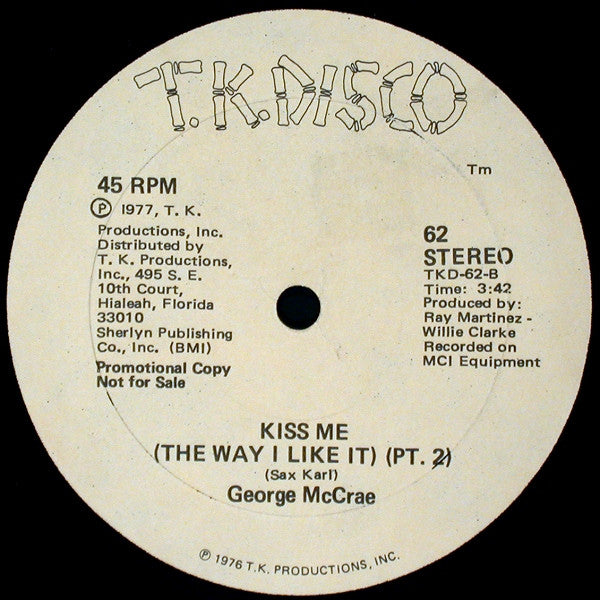 T.K. DISCO
Tm
45 RPM
Ⓟ 1977, T. K.
Productions, Inc.
Distributed by
T. K. Productions,
Inc., 495 S. E.
10th Court,
Hialeah, Florida
33010
Sherlyn Publishing
Co., Inc. (BMI)
Promotional Copy
Not for Sale
62
STEREO
TKD-62-B
Time: 3:42
Produced by:
Ray Martinez -
Willie Clarke
Recorded on
MCI Equipment
KISS ME
(THE WAY I LIKE IT) (PT. 2)
(Sax Kari)
George McCrae
Ⓟ 1976 T.K. PRODUCTIONS, INC.